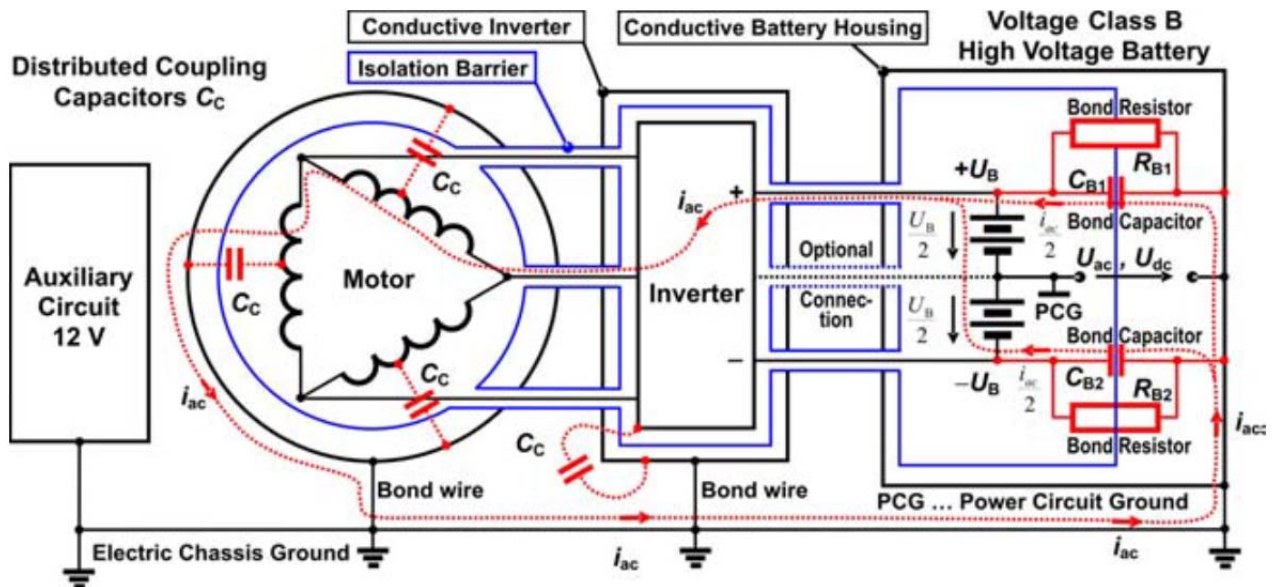 Conductive Inverter
Conductive Battery Housing
Voltage Class B
High Voltage Battery
Distributed Coupling
Capacitors CC
Isolation Barrier
Bond Resistor
RB1
CC
+UB
CB1
+
iac
Bond Capacitor
UB
2
iac
2
Auxiliary
Circuit
12 V
Motor
Inverter
Optional
Uac , Udc
CC
Connec-
tion
UB
2
PCG
Bond Capacitor
CC
–
–UB
CB2
RB2
iac
iac
2
Bond Resistor
CC
Bond wire
Bond wire
PCG ... Power Circuit Ground
Electric Chassis Ground
iac
iac